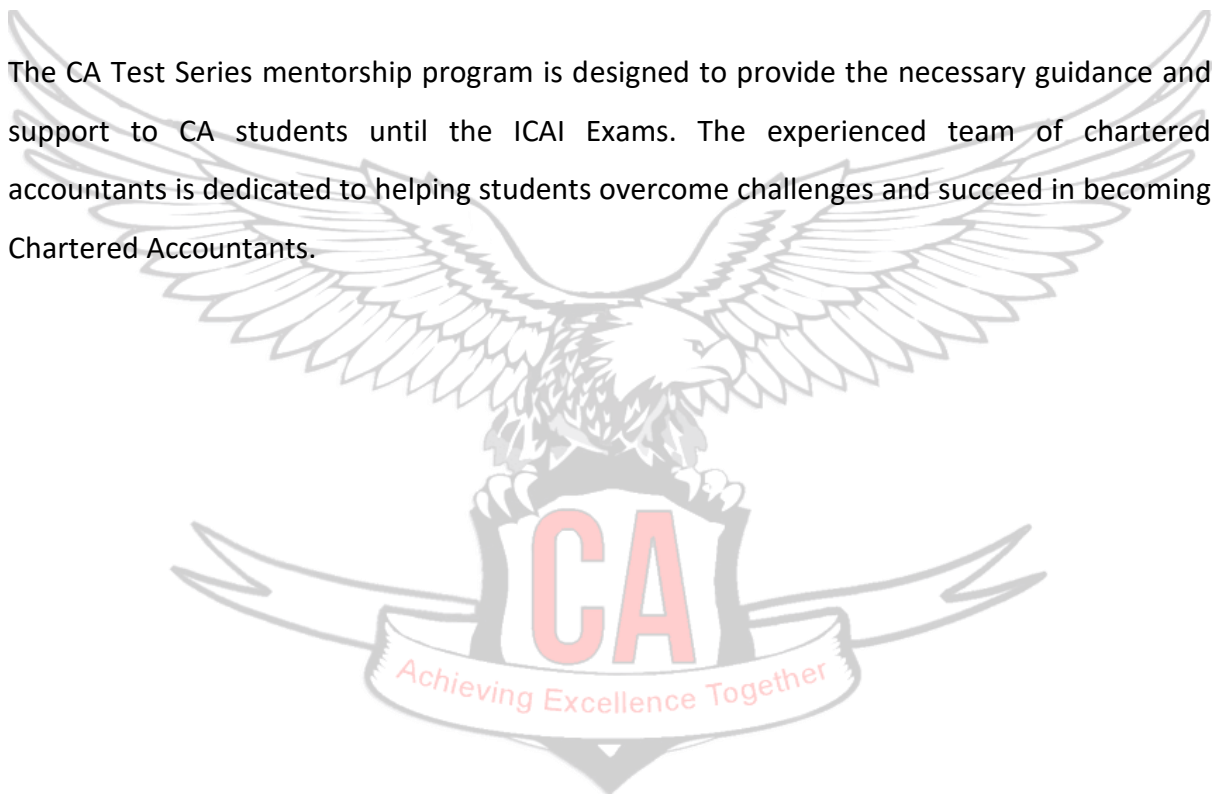 The CA Test Series mentorship program is designed to provide the necessary guidance and
support to CA students until the ICAI Exams. The experienced team of chartered
accountants is dedicated to helping students overcome challenges and succeed in becoming
Chartered Accountants.
CA
Achieving Excellence Together